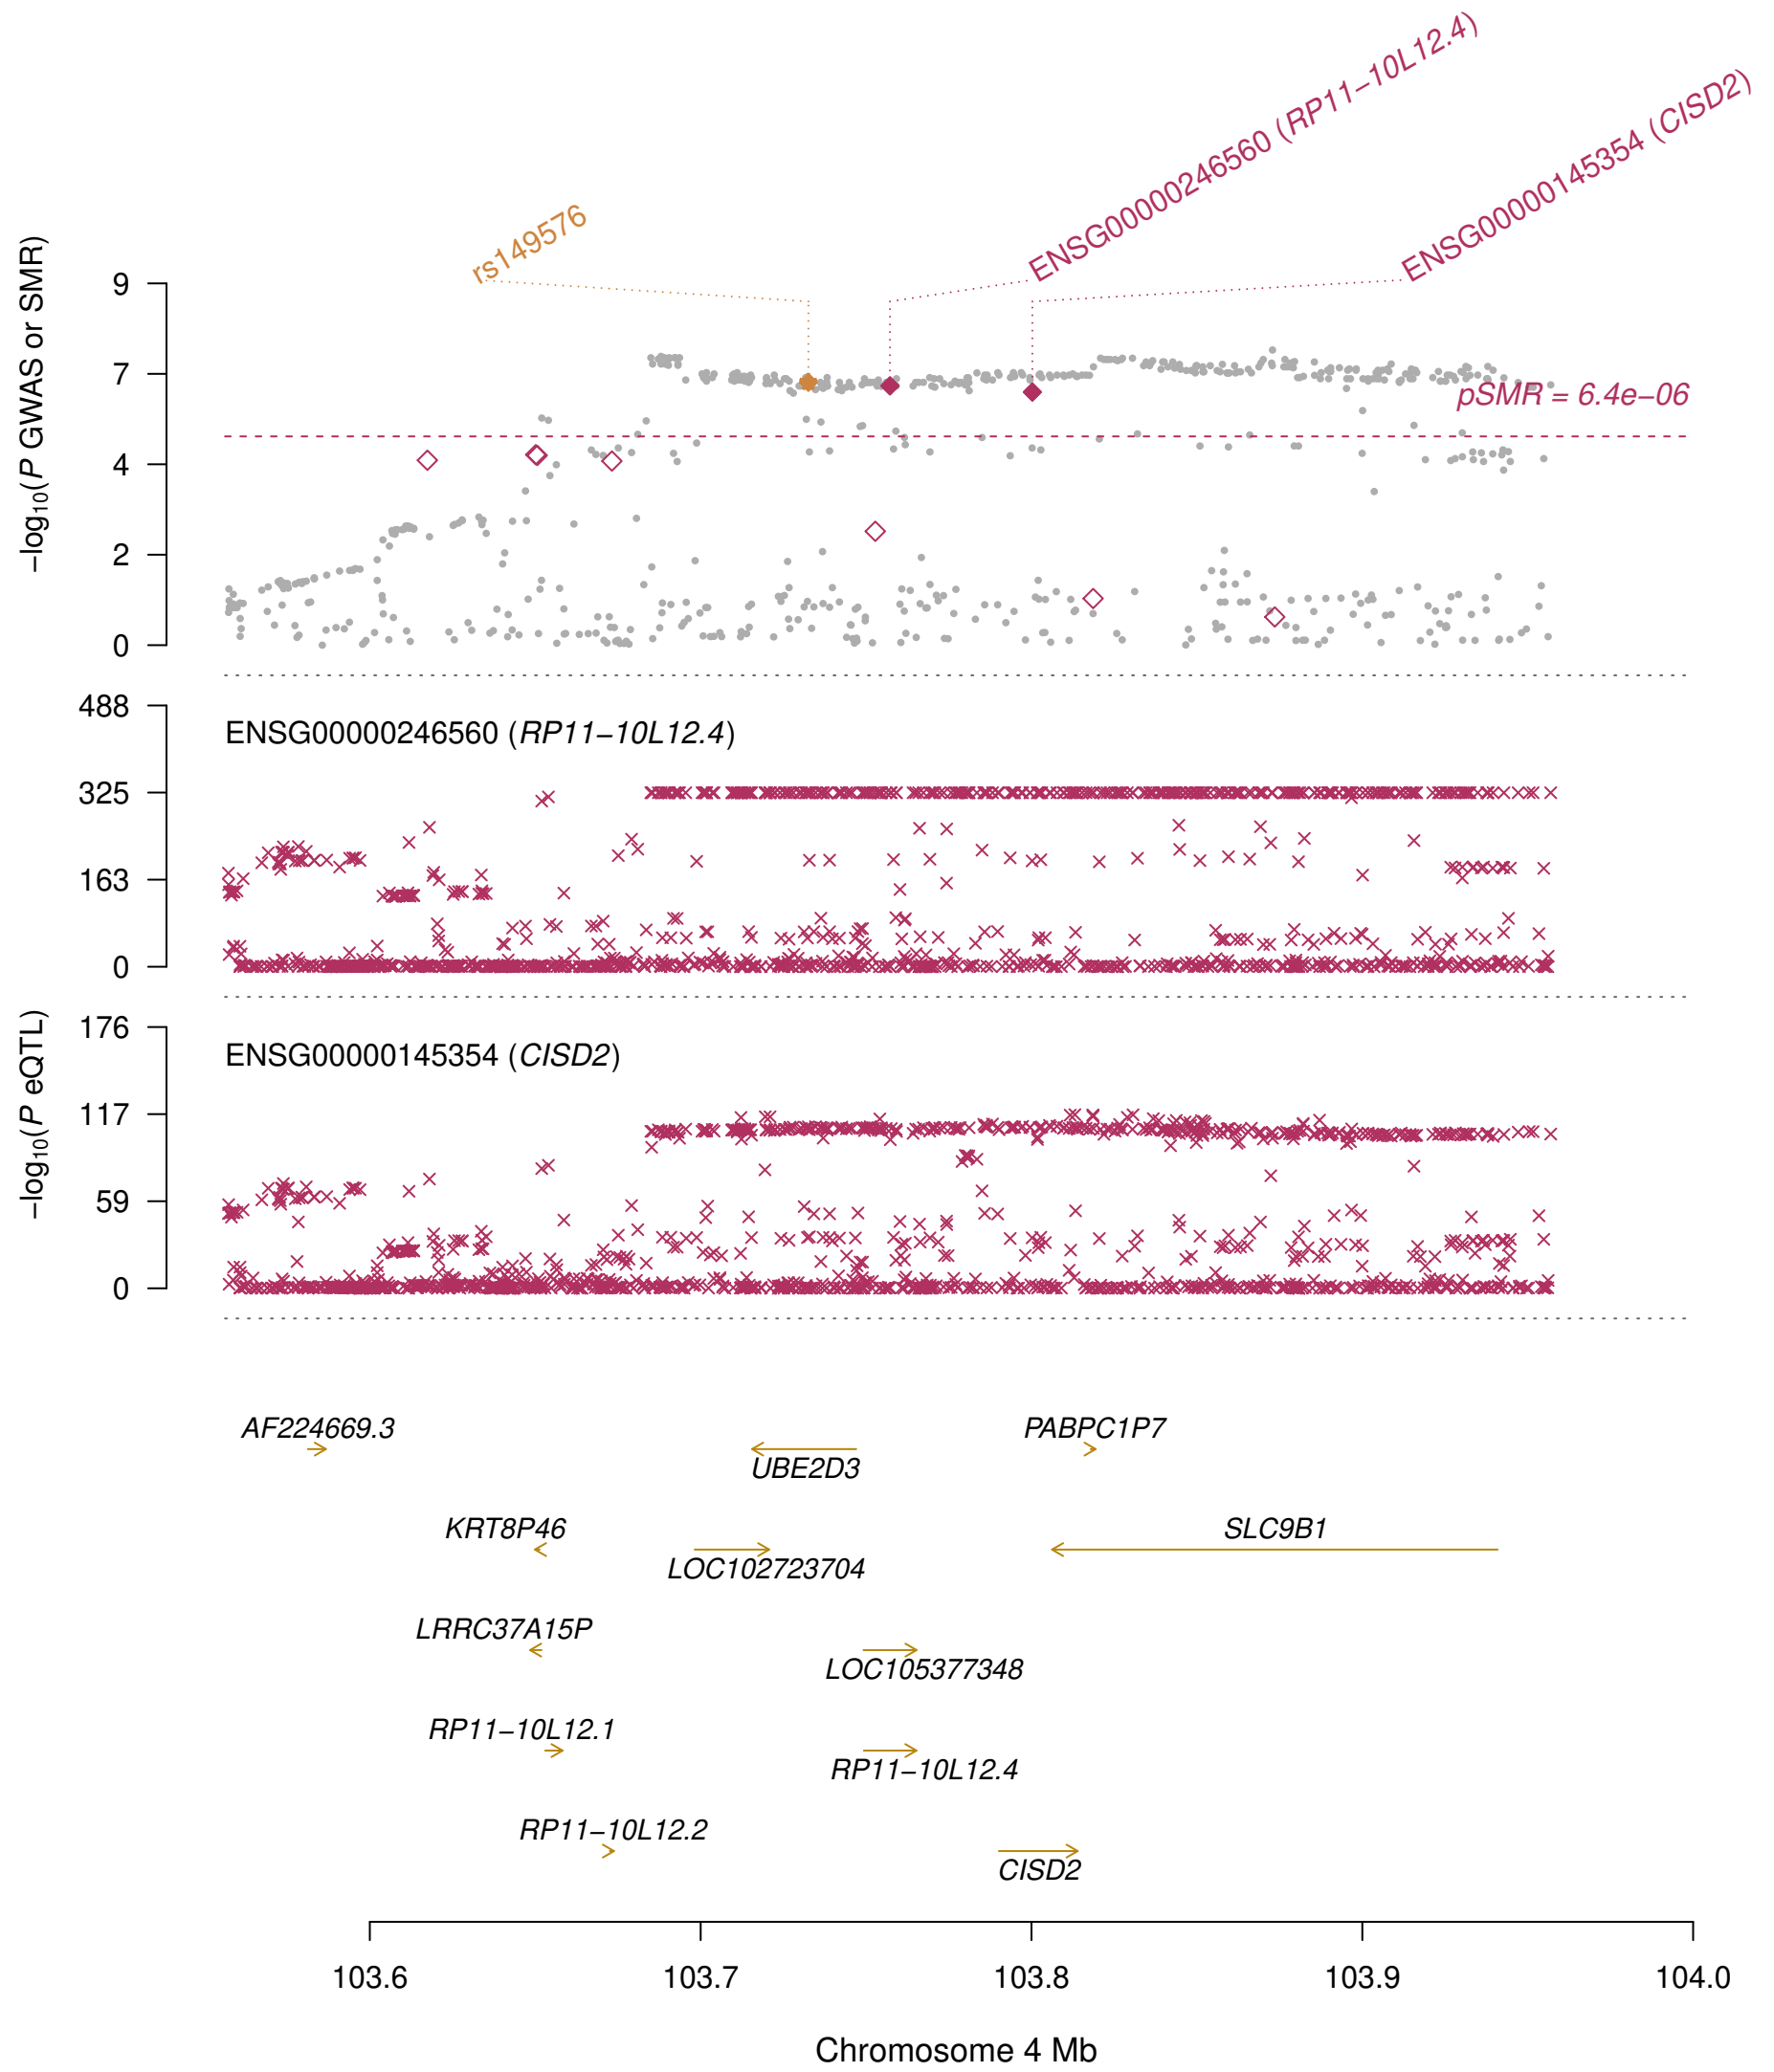 ENSG00000246560 (RP11−10L12.4)
ENSG00000145354 (CISD2)
rs149576
−log10(P GWAS or SMR)
9
7
4
2
0
pSMR = 6.4e−06
488
325
163
0
ENSG00000246560 (RP11−10L12.4)
−log10(P eQTL)
176
117
59
0
ENSG00000145354 (CISD2)
AF224669.3
PABPC1P7
UBE2D3
KRT8P46
SLC9B1
LOC102723704
LRRC37A15P
LOC105377348
RP11−10L12.1
RP11−10L12.4
RP11−10L12.2
CISD2
103.6
103.7
103.8
103.9
104.0
Chromosome 4 Mb